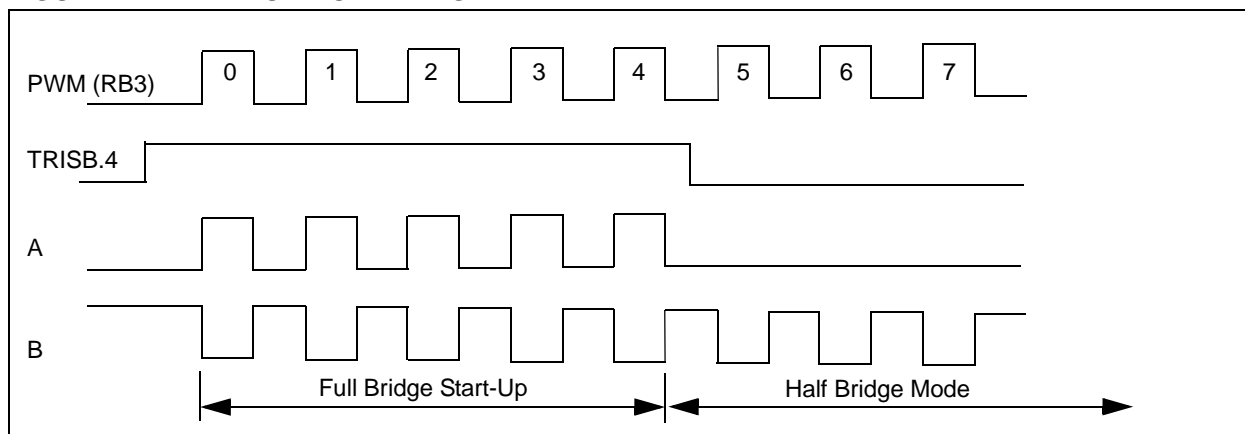 PWM (RB3)
0 1 2 3 4 5 6 7
TRISB.4
A
B
Full Bridge Start-Up
Half Bridge Mode